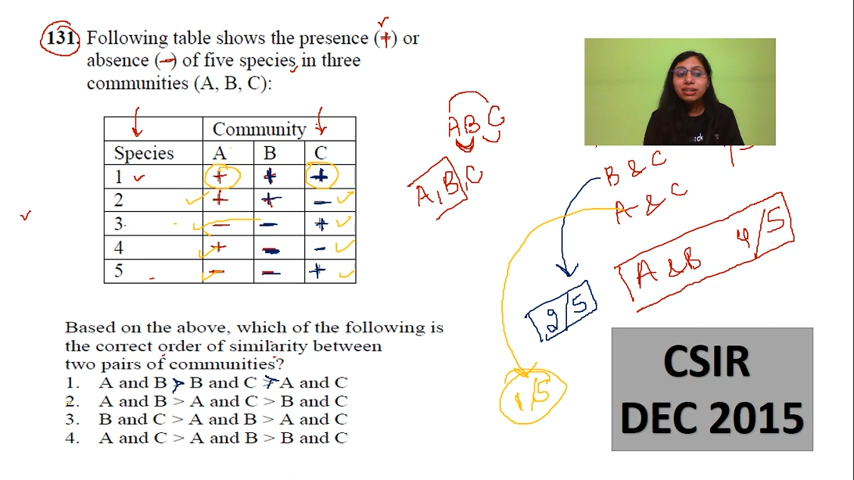 131. Following table shows the presence (+) or
absence (−) of five species in three
communities (A, B, C):
Community
Species A B C
1 + + +
2 + + −
3 − − +
4 + − −
5 − − +
Based on the above, which of the following is
the correct order of similarity between
two pairs of communities?
1. A and B > B and C > A and C
2. A and B > A and C > B and C
3. B and C > A and B > A and C
4. A and C > A and B > B and C
A B C
A, B, C
B & C
A & C
A & B 4/5
2/5
1/5
CSIR
DEC 2015